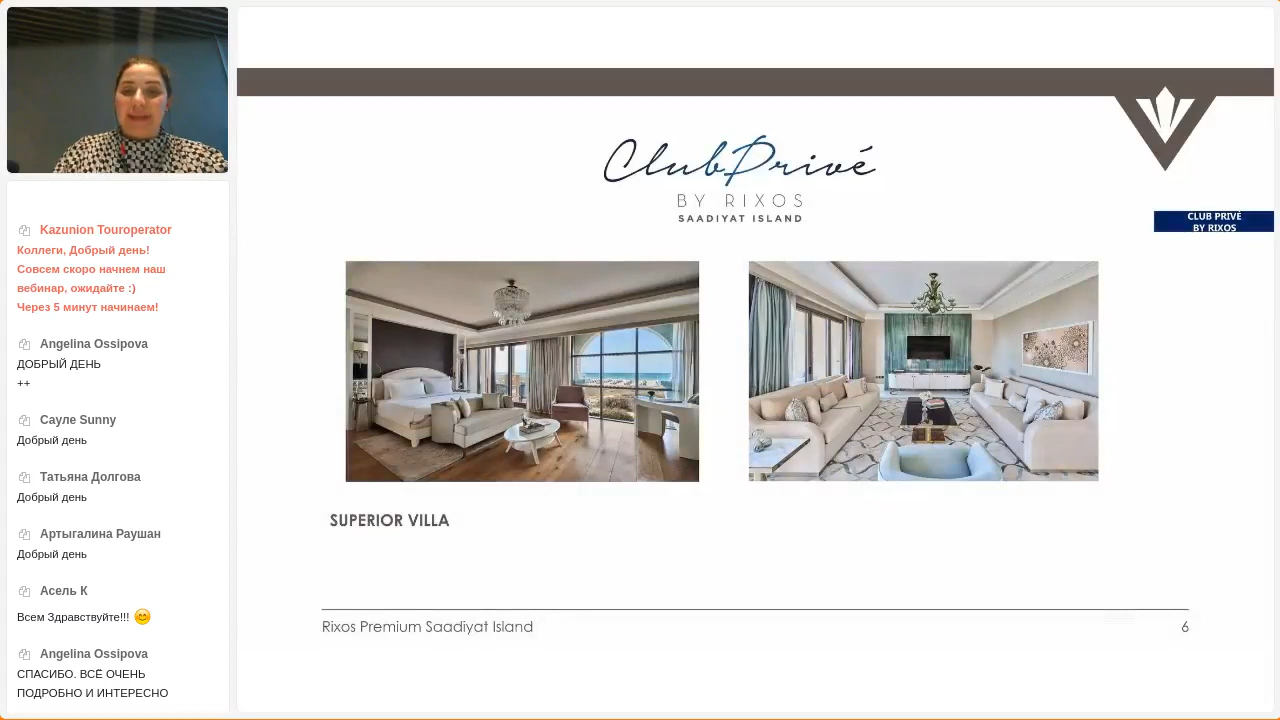 Kazunion Touroperator
Коллеги, Добрый день!
Совсем скоро начнем наш
вебинар, ожидайте :)
Через 5 минут начинаем!
Angelina Ossipova
ДОБРЫЙ ДЕНЬ
++
Сауле Sunny
Добрый день
Татьяна Долгова
Добрый день
Артыгалина Раушан
Добрый день
Асель К
Всем Здравствуйте!!! 😊
Angelina Ossipova
СПАСИБО. ВСЁ ОЧЕНЬ
ПОДРОБНО И ИНТЕРЕСНО
Club Privé
BY RIXOS
SAADIYAT ISLAND
CLUB PRIVÉ
BY RIXOS
SUPERIOR VILLA
Rixos Premium Saadiyat Island
6